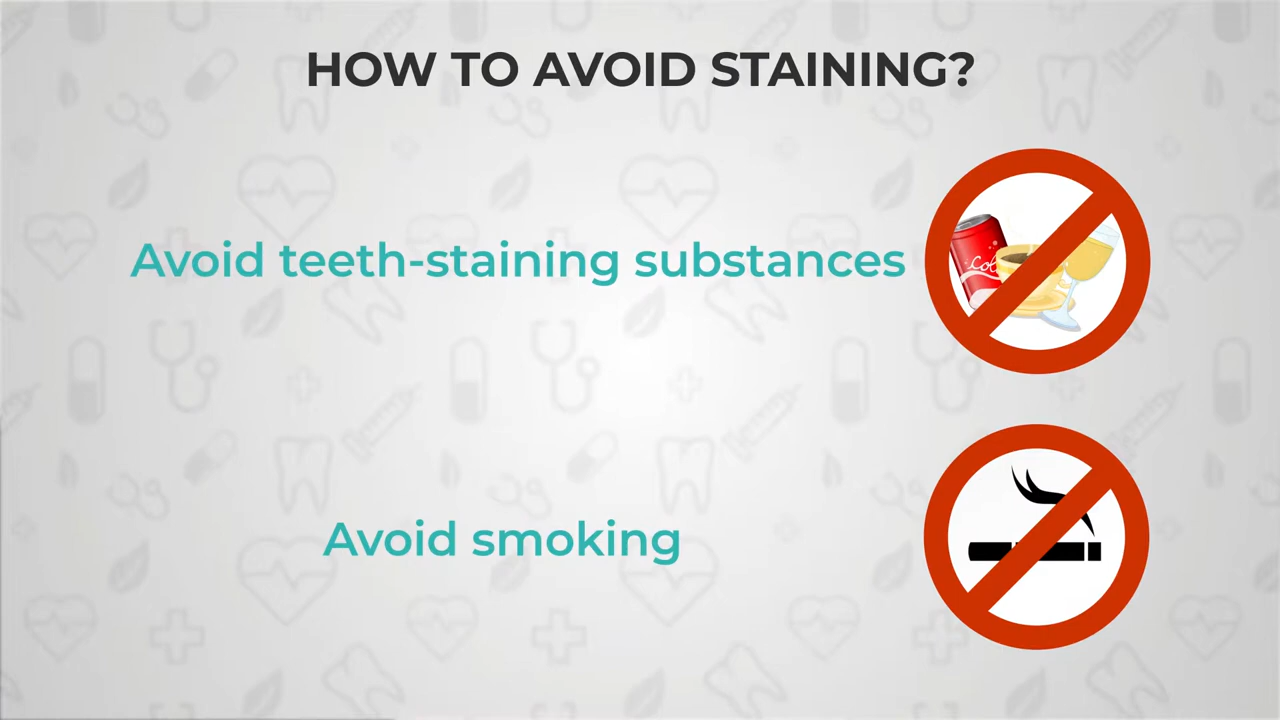 HOW TO AVOID STAINING?
Avoid teeth-staining substances
Avoid smoking